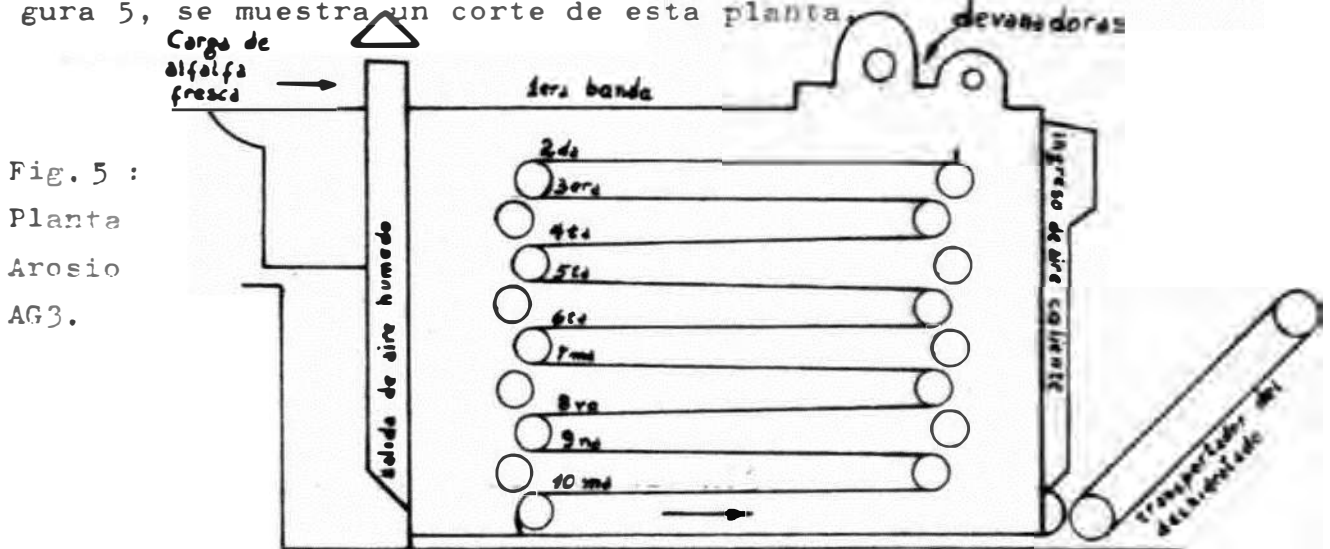 gura 5, se muestra un corte de esta planta.
devanadoras
Carga de
alfalfa
fresca
1era banda
2da
3era
4ta
5ta
6ta
7ma
8va
9na
10ma
salida de aire humedo
ingreso de aire caliente
transportador del
deshidratado
Fig. 5 :
Planta
Arosio
AG3.